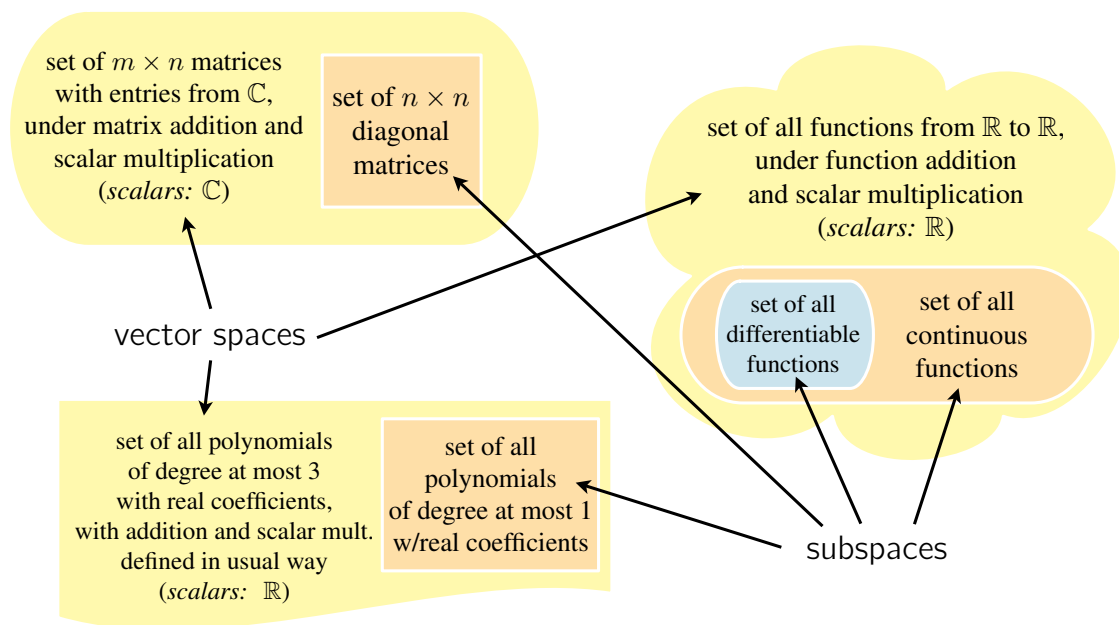 set of m × n matrices
with entries from ℂ,
under matrix addition and
scalar multiplication
(scalars: ℂ)
set of n × n
diagonal
matrices
set of all functions from ℝ to ℝ,
under function addition
and scalar multiplication
(scalars: ℝ)
set of all
differentiable
functions
set of all
continuous
functions
vector spaces
set of all polynomials
of degree at most 3
with real coefficients,
with addition and scalar mult.
defined in usual way
(scalars: ℝ)
set of all
polynomials
of degree at most 1
w/real coefficients
subspaces